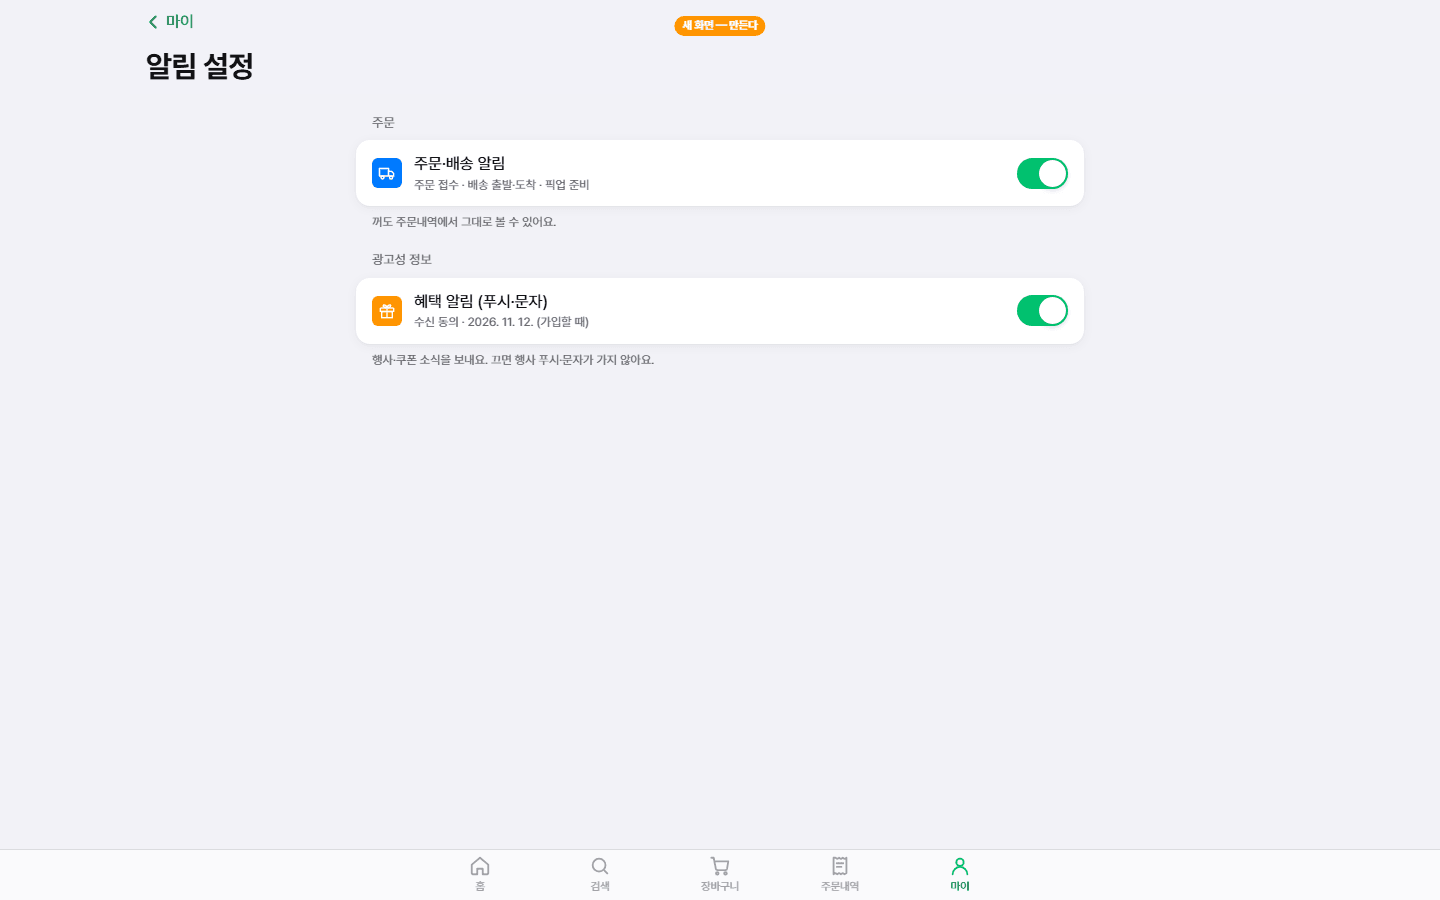 마이
새 화면 — 만든다
알림 설정
주문
주문·배송 알림
주문 접수 · 배송 출발·도착 · 픽업 준비
꺼도 주문내역에서 그대로 볼 수 있어요.
광고성 정보
혜택 알림 (푸시·문자)
수신 동의 · 2026. 11. 12. (가입할 때)
행사·쿠폰 소식을 보내요. 끄면 행사 푸시·문자가 가지 않아요.
홈
검색
장바구니
주문내역
마이